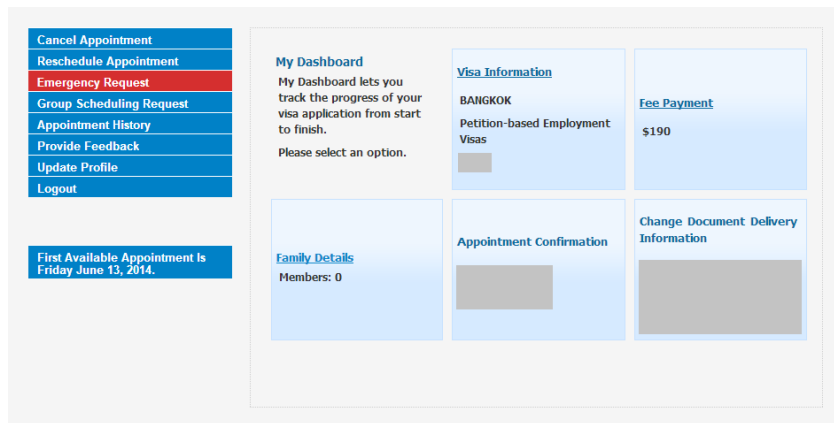 Cancel Appointment
Reschedule Appointment
Emergency Request
Group Scheduling Request
Appointment History
Provide Feedback
Update Profile
Logout
First Available Appointment Is
Friday June 13, 2014.
My Dashboard
My Dashboard lets you
track the progress of your
visa application from start
to finish.
Please select an option.
Visa Information
BANGKOK
Petition-based Employment
Visas
Fee Payment
$190
Family Details
Members: 0
Appointment Confirmation
Change Document Delivery
Information